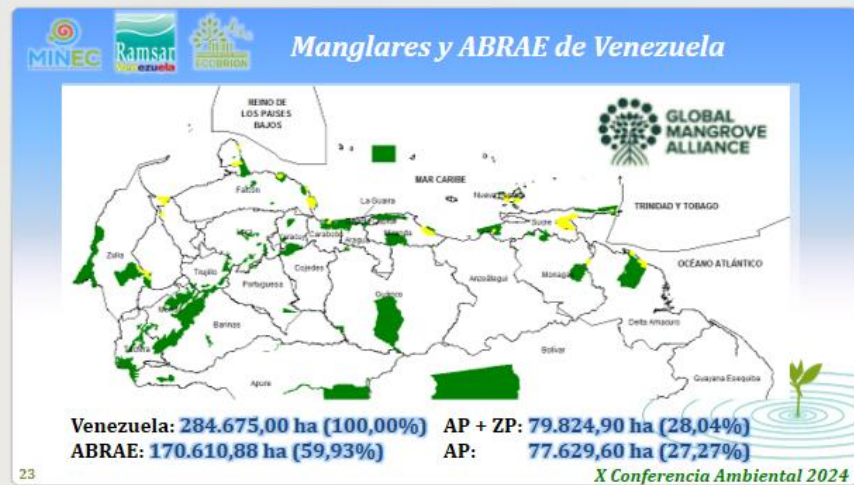 MINEC
Ramsar
Venezuela
ECOBRION
Manglares y ABRAE de Venezuela
REINO DE
LOS PAISES
BAJOS
GLOBAL
MANGROVE
ALLIANCE
MAR CARIBE
Falcón
La Guaira
Nueva
TRINIDAD Y TOBAGO
Sucre
Carabobo
Aragua
Miranda
Zulia
OCÉANO ATLÁNTICO
Trujillo
Cojedes
Portuguesa
Anzoátegui
Monagas
Guárico
Barinas
Delta Amacuro
Bolívar
Apure
Guayana Esequiba
Venezuela: 284.675,00 ha (100,00%) AP + ZP: 79.824,90 ha (28,04%)
ABRAE: 170.610,88 ha (59,93%) AP: 77.629,60 ha (27,27%)
23
X Conferencia Ambiental 2024